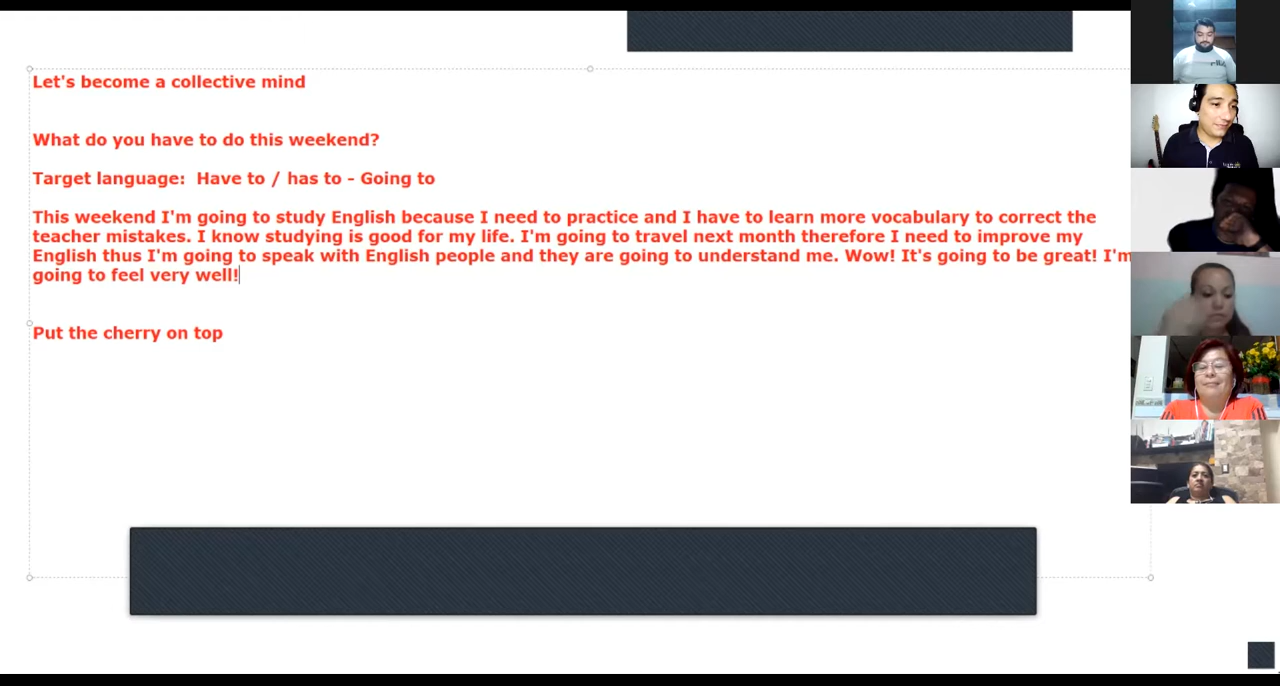 Let's become a collective mind
What do you have to do this weekend?
Target language:  Have to / has to - Going to
This weekend I'm going to study English because I need to practice and I have to learn more vocabulary to correct the
teacher mistakes. I know studying is good for my life. I'm going to travel next month therefore I need to improve my
English thus I'm going to speak with English people and they are going to understand me. Wow! It's going to be great! I'm
going to feel very well!
Put the cherry on top